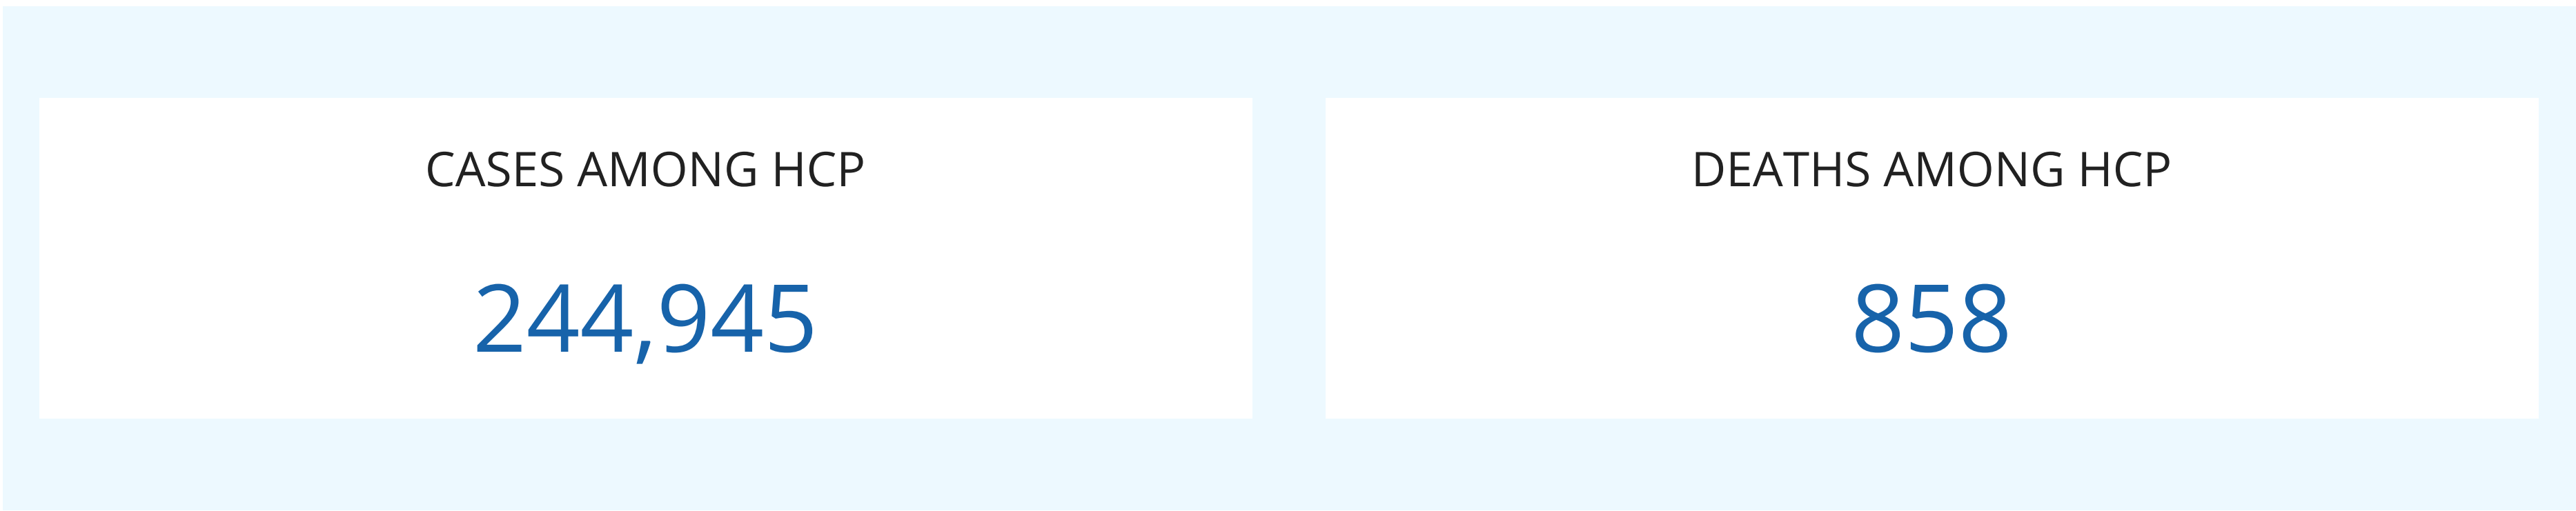 CASES AMONG HCP
244,945
DEATHS AMONG HCP
858